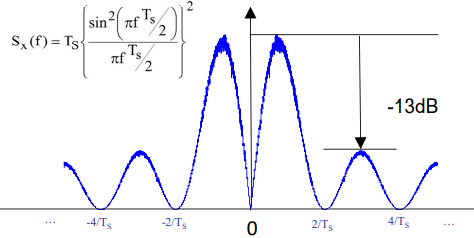 S_x(f) = T_S { sin²(πf T_S/2) / πf T_S/2 }²
-13dB
... -4/T_S -2/T_S 0 2/T_S 4/T_S ...